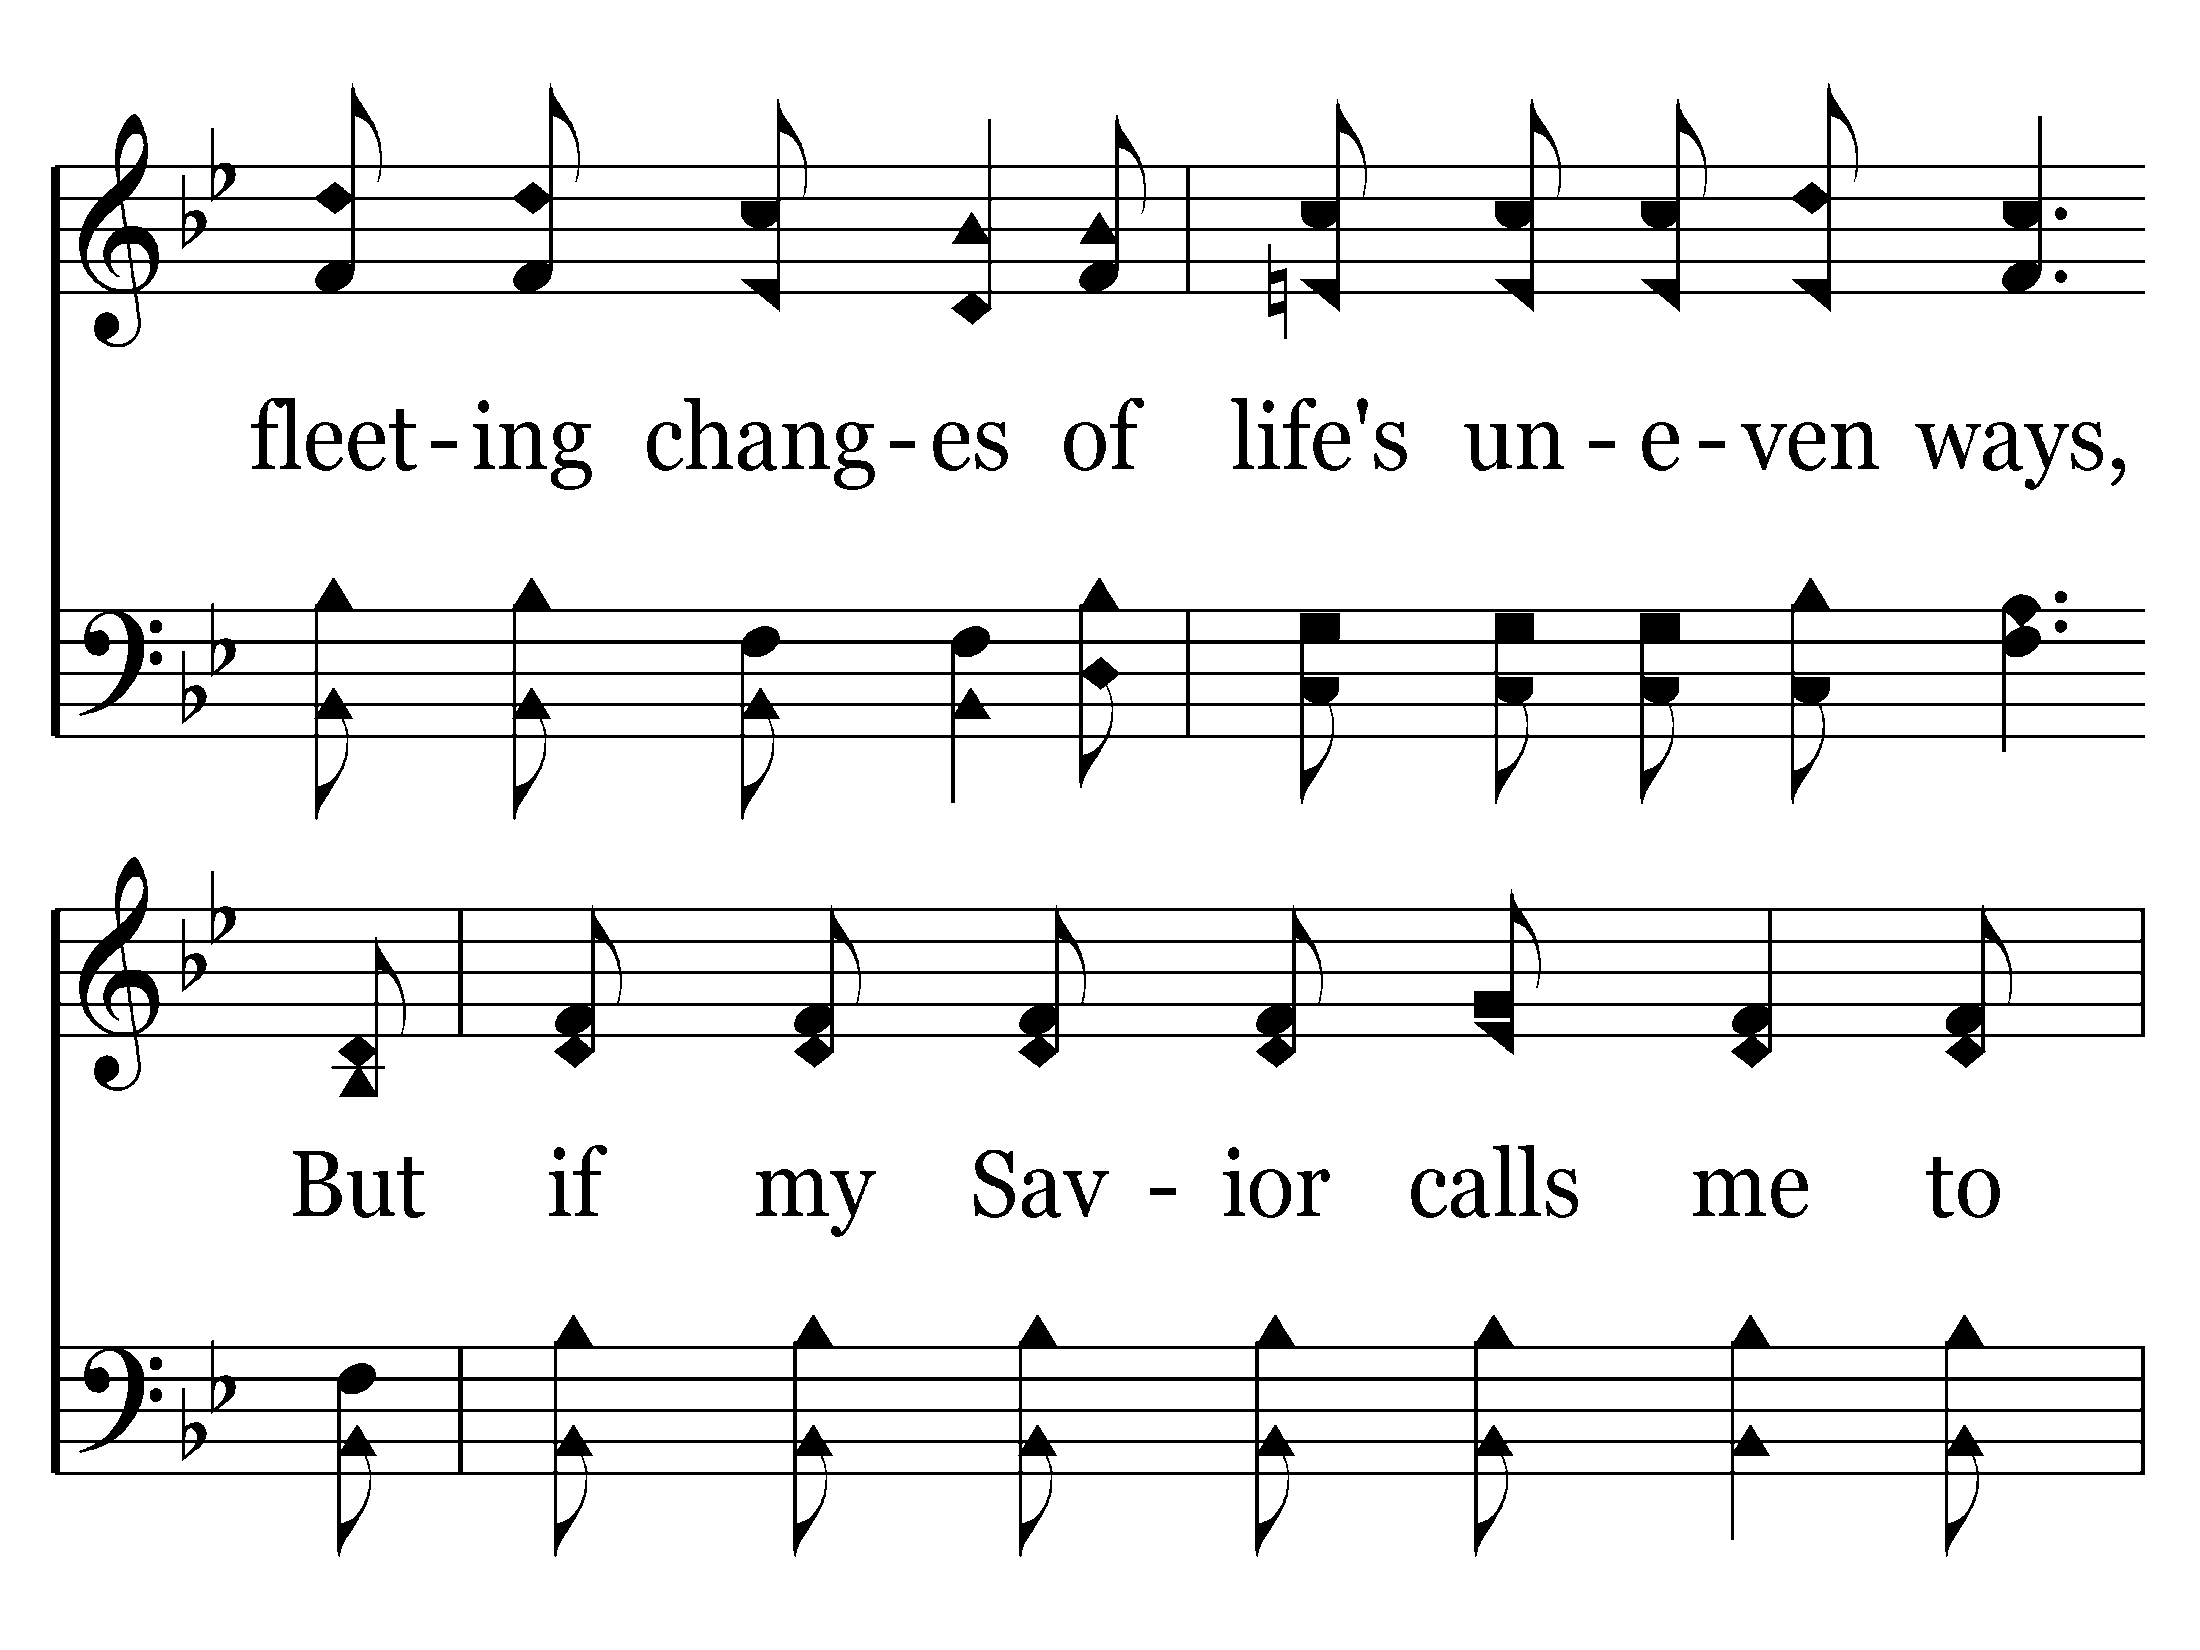 fleet - ing chang - es of life's un - e - ven ways,
But if my Sav - ior calls me to